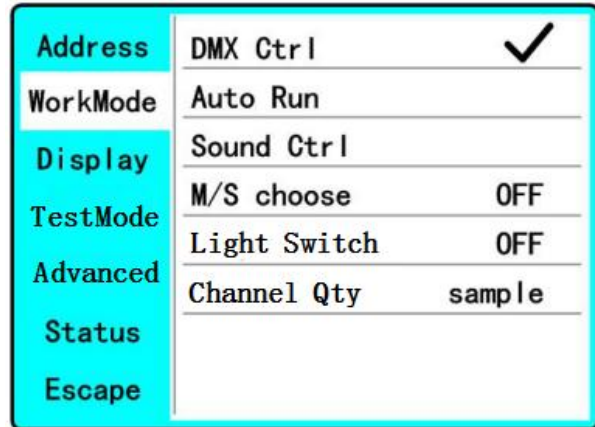 Address
WorkMode
Display
TestMode
Advanced
Status
Escape
DMX Ctrl
Auto Run
Sound Ctrl
M/S choose OFF
Light Switch OFF
Channel Qty sample